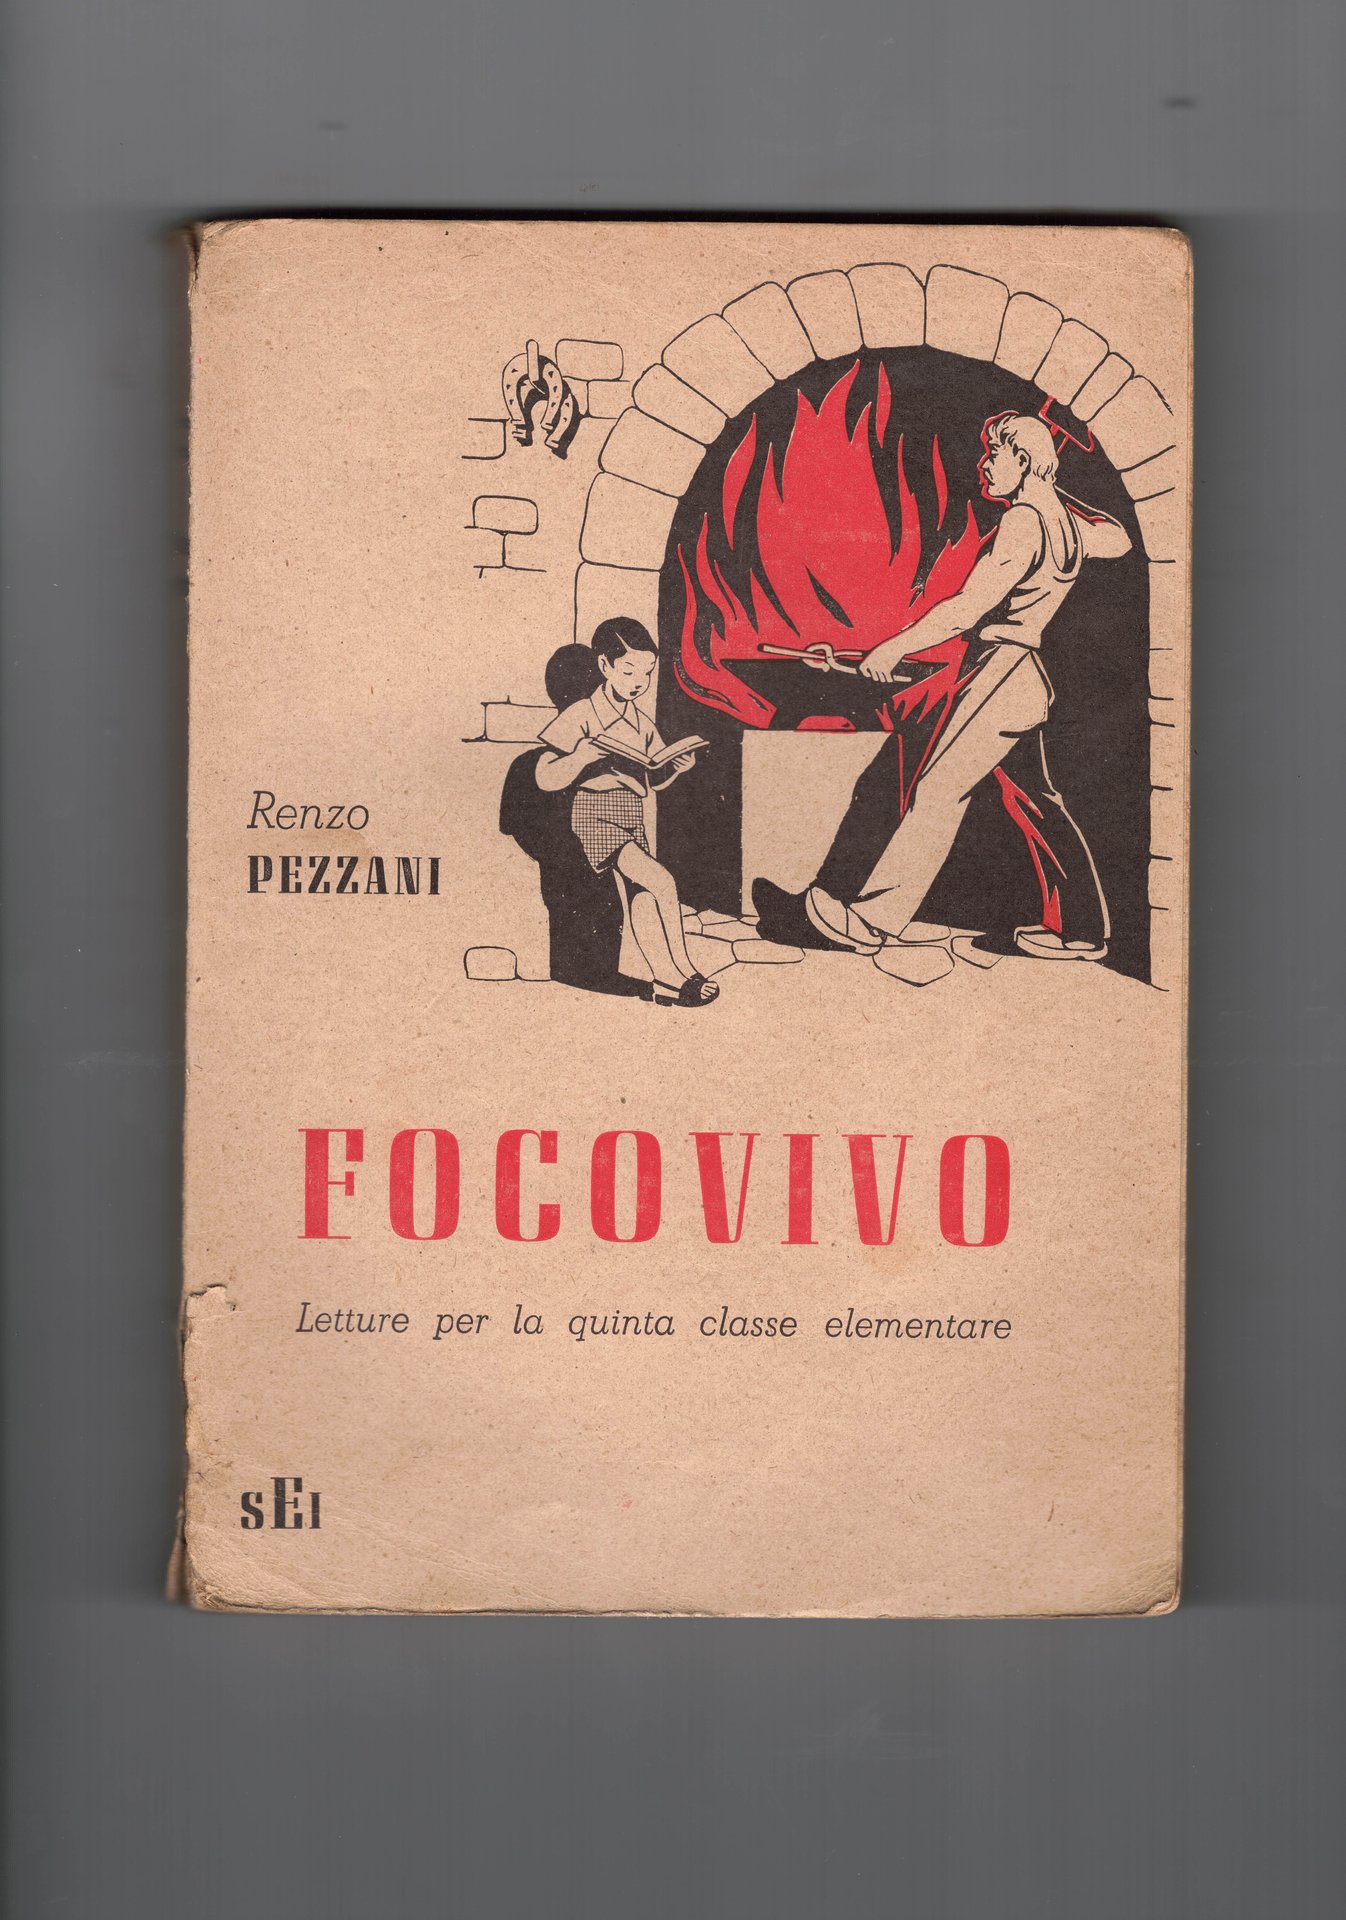 Renzo
PEZZANI
FOCOVIVO
Letture per la quinta classe elementare
SEI